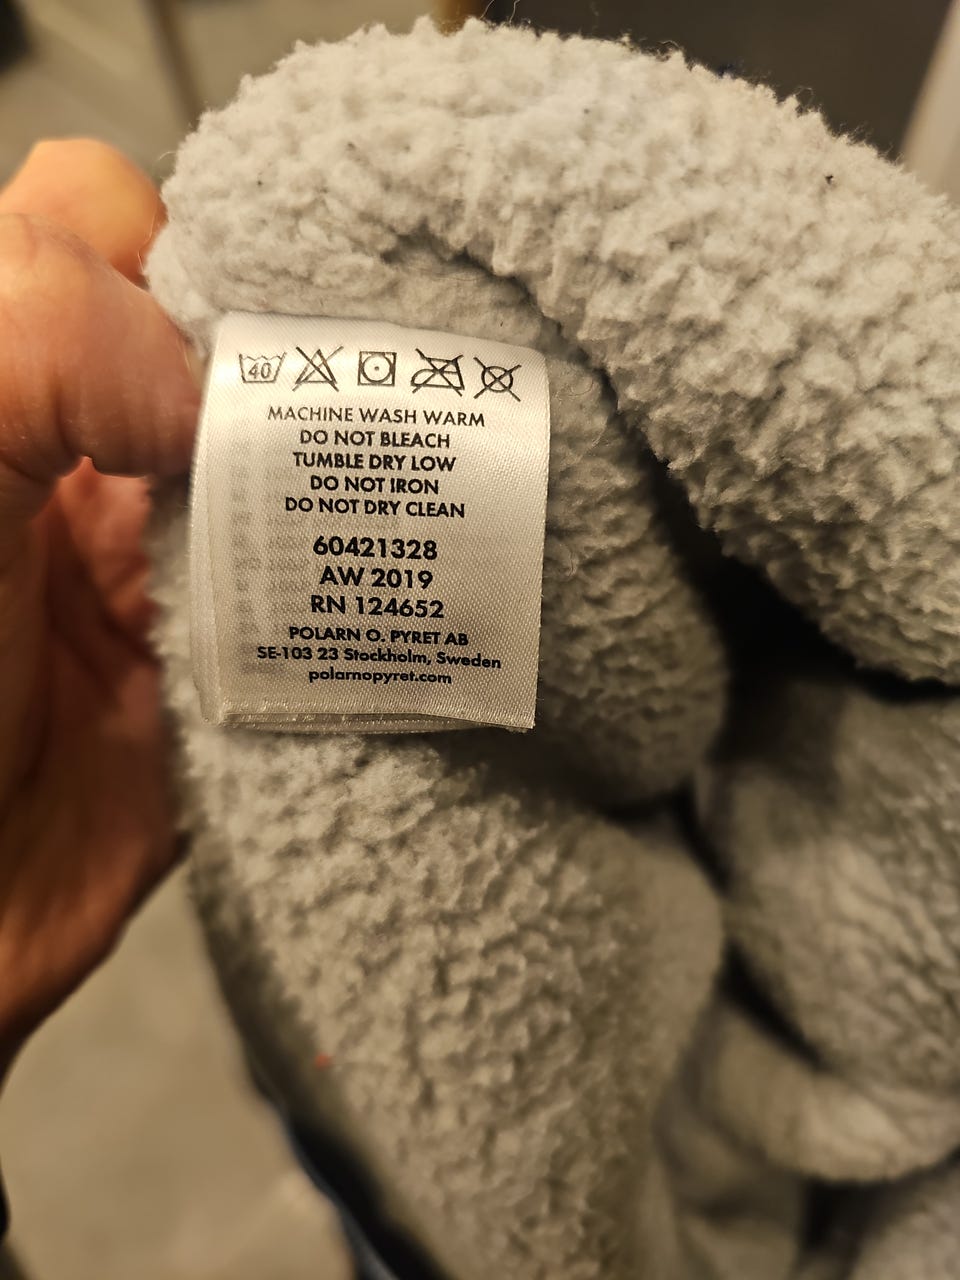 40
MACHINE WASH WARM
DO NOT BLEACH
TUMBLE DRY LOW
DO NOT IRON
DO NOT DRY CLEAN
60421328
AW 2019
RN 124652
POLARN O. PYRET AB
SE-103 23 Stockholm, Sweden
polarnopyret.com